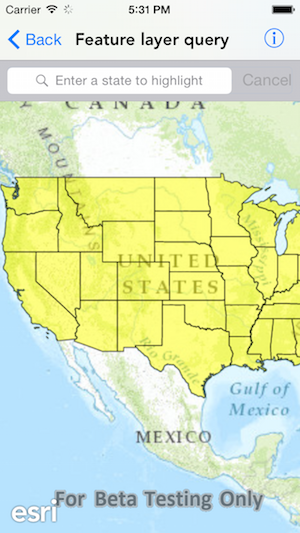 Carrier 5:31 PM
Back Feature layer query
Enter a state to highlight Cancel
CANADA
MOUNTAINS
UNITED
STATES
Mississippi
Rio Grande
Gulf of
Mexico
MEXICO
For Beta Testing Only
esri